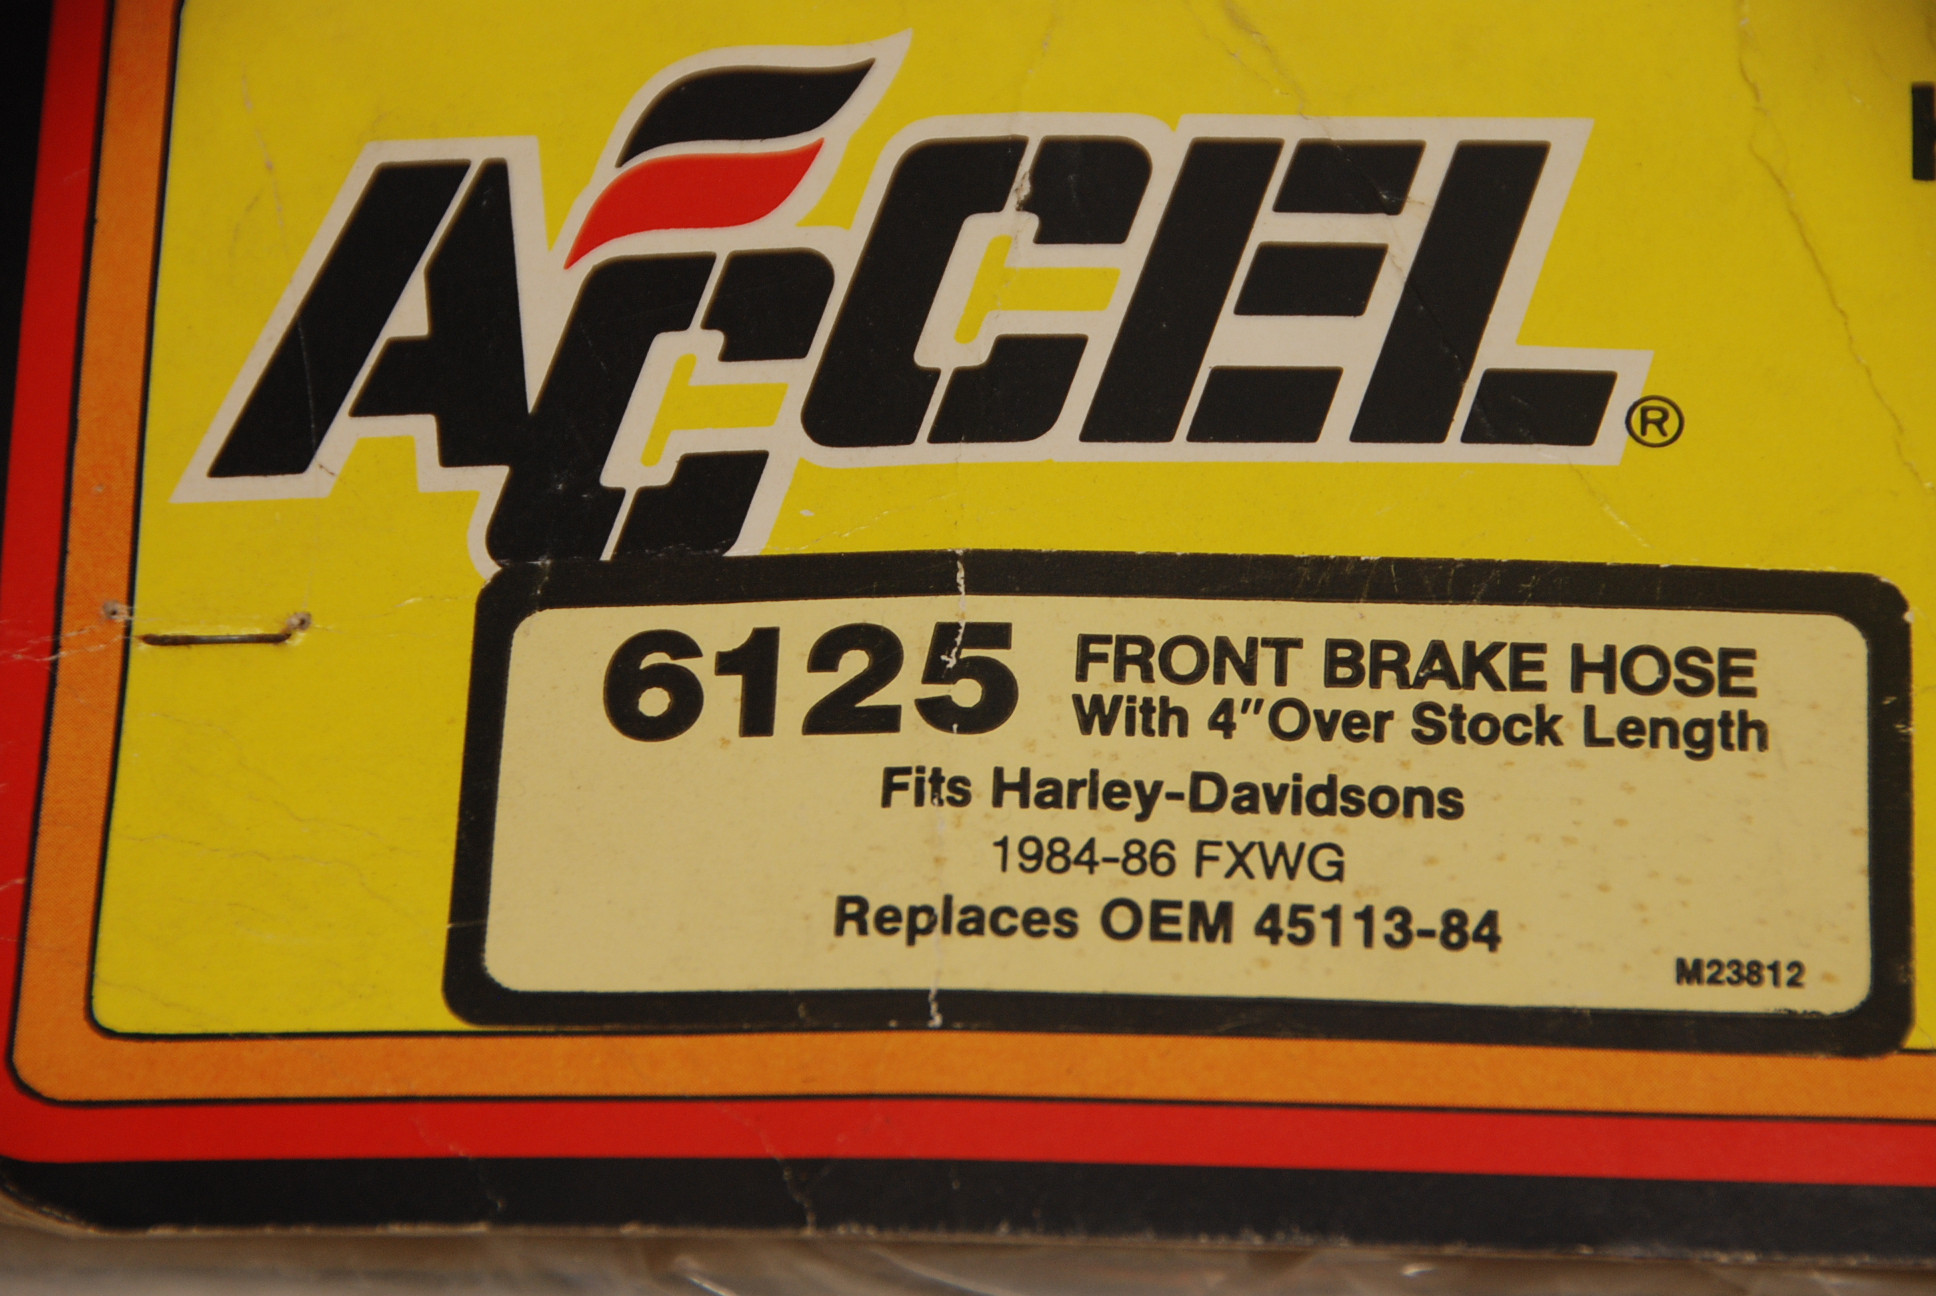 ACCEL®
6125 FRONT BRAKE HOSE
With 4" Over Stock Length
Fits Harley-Davidsons
1984-86 FXWG
Replaces OEM 45113-84
M23812